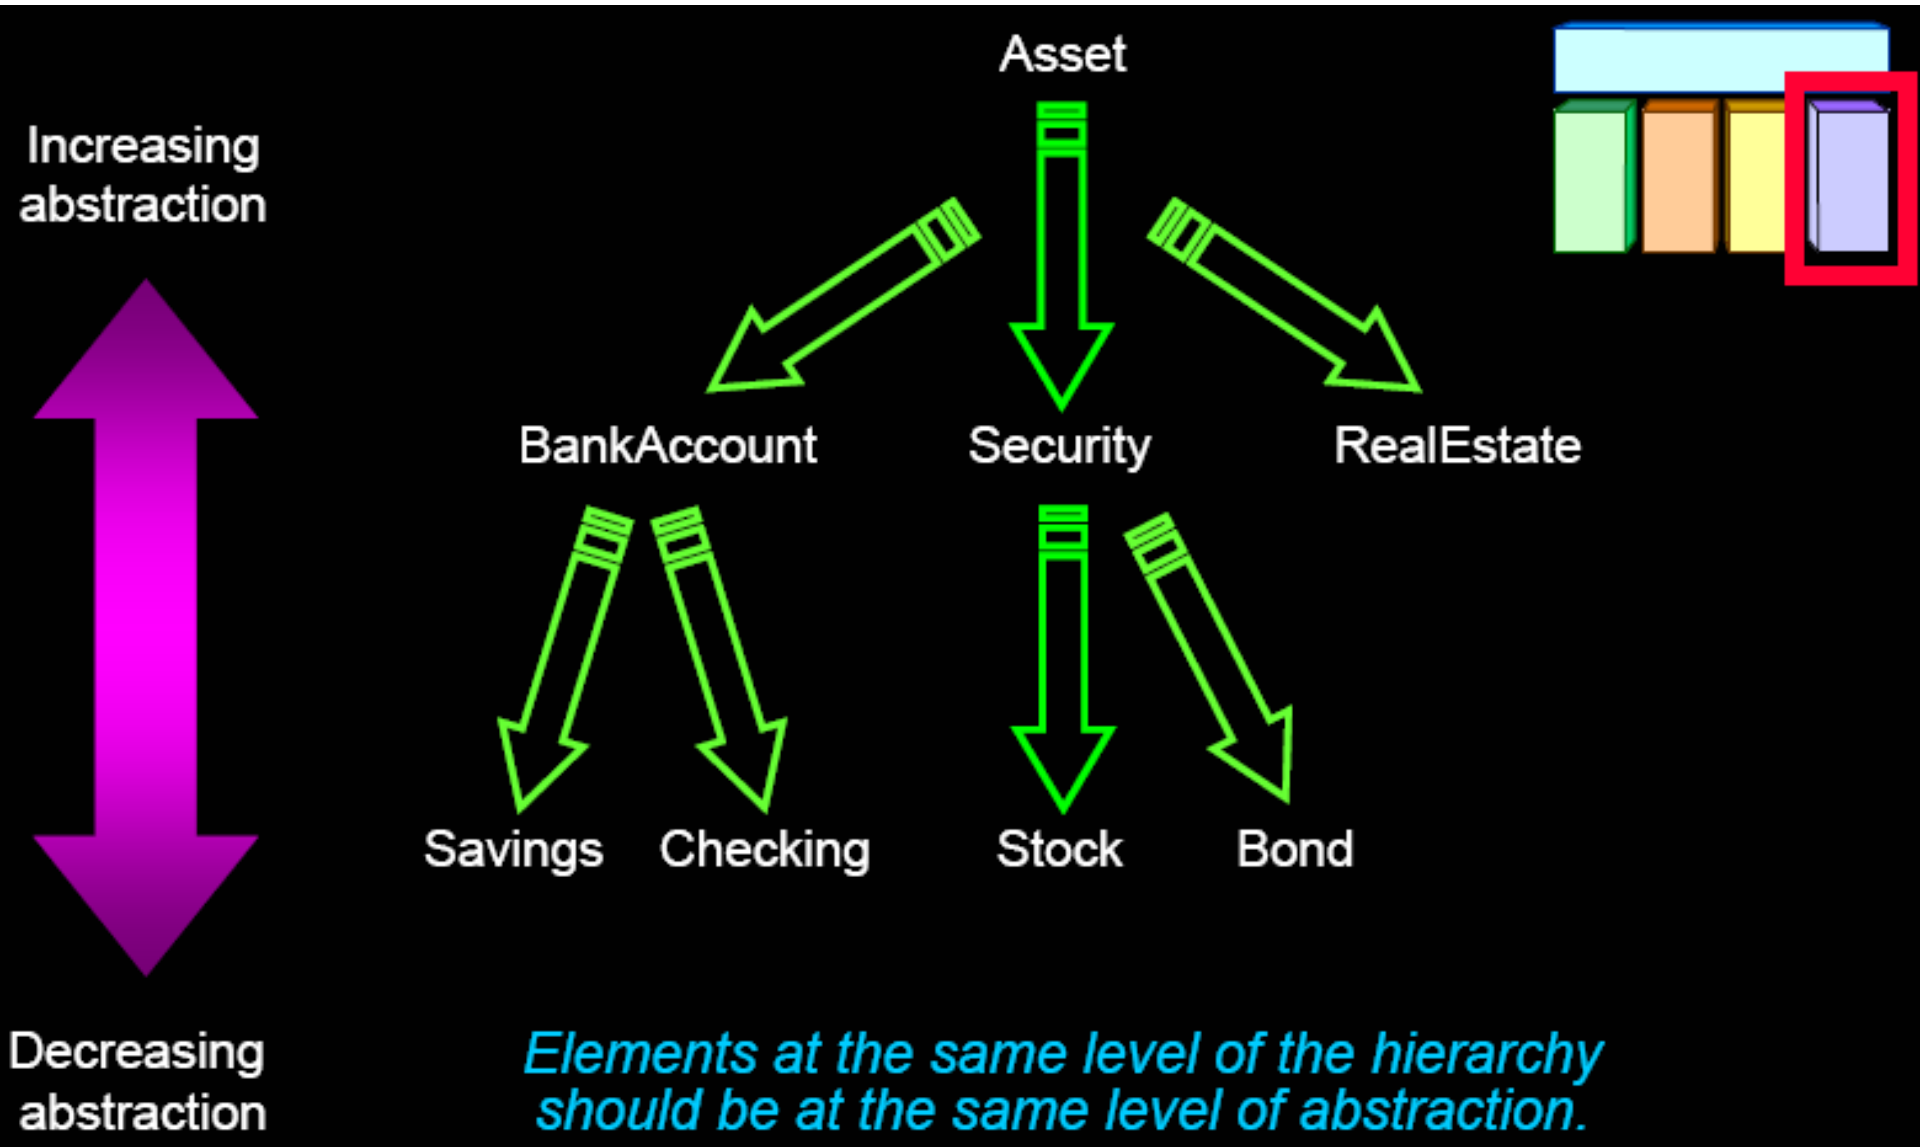 Asset
Increasing
abstraction
BankAccount
Security
RealEstate
Savings
Checking
Stock
Bond
Decreasing
abstraction
Elements at the same level of the hierarchy
should be at the same level of abstraction.